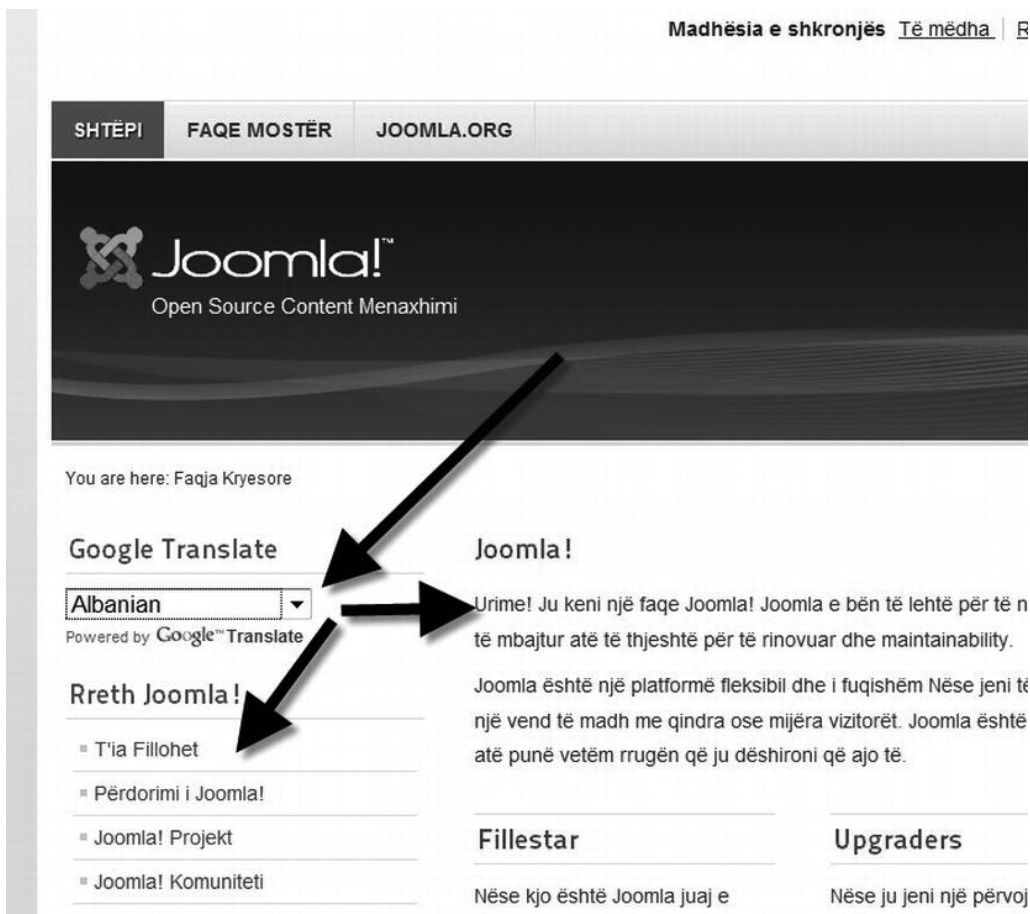 Madhësia e shkronjës Të mëdha
SHTËPI FAQE MOSTËR JOOMLA.ORG
Joomla!™
Open Source Content Menaxhimi
You are here: Faqja Kryesore
Google Translate
Albanian
Powered by Google™ Translate
Rreth Joomla!
T'ia Fillohet
Përdorimi i Joomla!
Joomla! Projekt
Joomla! Komuniteti
Joomla!
Urime! Ju keni një faqe Joomla! Joomla e bën të lehtë për të
të mbajtur atë të thjeshtë për të rinovuar dhe maintainability.
Joomla është një platformë fleksibil dhe i fuqishëm Nëse jeni
një vend të madh me qindra ose mijëra vizitorët. Joomla është
atë punë vetëm rrugën që ju dëshironi që ajo të.
Fillestar
Nëse kjo është Joomla juaj e
Upgraders
Nëse ju jeni një